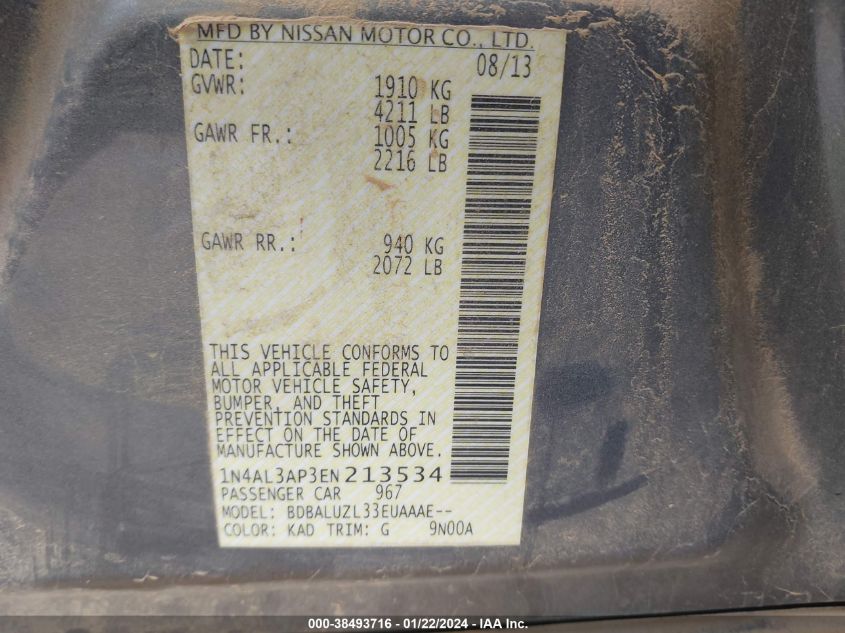 MFD BY NISSAN MOTOR CO., LTD.
DATE: 08/13
GVWR: 1910 KG
4211 LB
GAWR FR.: 1005 KG
2216 LB
GAWR RR.: 940 KG
2072 LB
THIS VEHICLE CONFORMS TO
ALL APPLICABLE FEDERAL
MOTOR VEHICLE SAFETY,
BUMPER, AND THEFT
PREVENTION STANDARDS IN
EFFECT ON THE DATE OF
MANUFACTURE SHOWN ABOVE.
1N4AL3AP3EN213534
PASSENGER CAR 967
MODEL: BDBALUZL33EUAAAE--
COLOR: KAD TRIM: G 9N00A
000-38493716 - 01/22/2024 - IAA Inc.